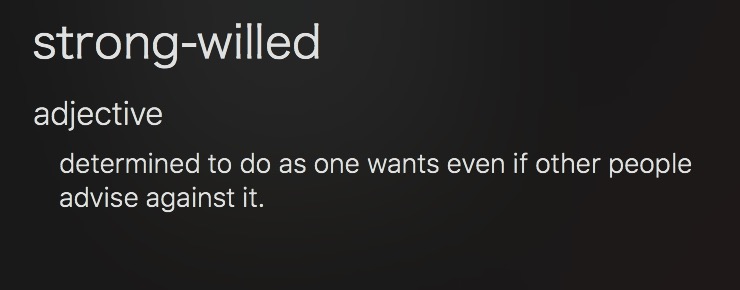 strong-willed
adjective
determined to do as one wants even if other people
advise against it.